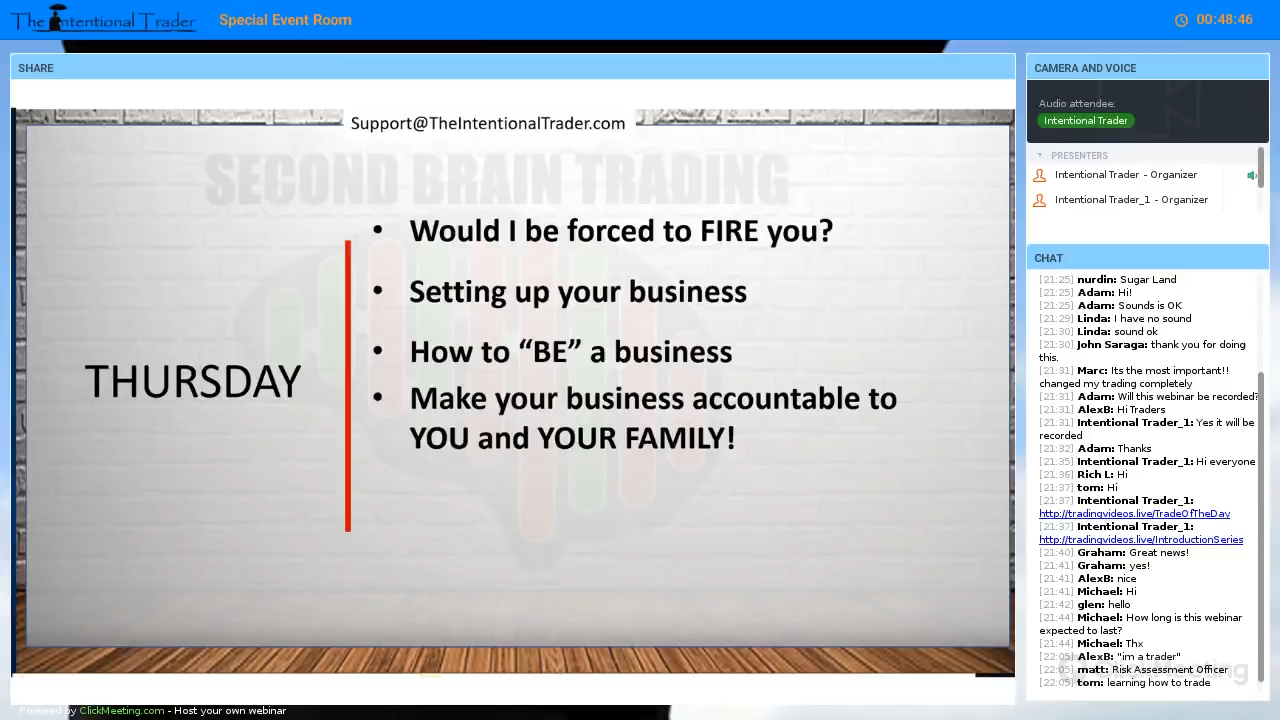 The Intentional Trader
Special Event Room
00:48:46
SHARE
Support@TheIntentionalTrader.com
SECOND BRAIN TRADING
THURSDAY
• Would I be forced to FIRE you?
• Setting up your business
• How to “BE” a business
• Make your business accountable to
YOU and YOUR FAMILY!
CAMERA AND VOICE
Audio attendee:
Intentional Trader
PRESENTERS
Intentional Trader - Organizer
Intentional Trader_1 - Organizer
CHAT
[21:25] nurdin: Sugar Land
[21:25] Adam: Hi!
[21:25] Adam: Sounds is OK
[21:29] Linda: I have no sound
[21:30] Linda: sound ok
[21:30] John Saraga: thank you for doing
this.
[21:31] Marc: Its the most important!!
changed my trading completely
[21:31] Adam: Will this webinar be recorded?
[21:31] AlexB: Hi Traders
[21:31] Intentional Trader_1: Yes it will be
recorded
[21:32] Adam: Thanks
[21:35] Intentional Trader_1: Hi everyone
[21:36] Rich L: Hi
[21:37] tom: Hi
[21:37] Intentional Trader_1:
http://tradingvideos.live/TradeOfTheDay
[21:37] Intentional Trader_1:
http://tradingvideos.live/IntroductionSeries
[21:40] Graham: Great news!
[21:41] Graham: yes!
[21:41] AlexB: nice
[21:41] Michael: Hi
[21:42] glen: hello
[21:44] Michael: How long is this webinar
expected to last?
[21:44] Michael: Thx
[22:05] AlexB: "im a trader"
[22:05] matt: Risk Assessment Officer
[22:05] tom: learning how to trade
Powered by ClickMeeting.com - Host your own webinar